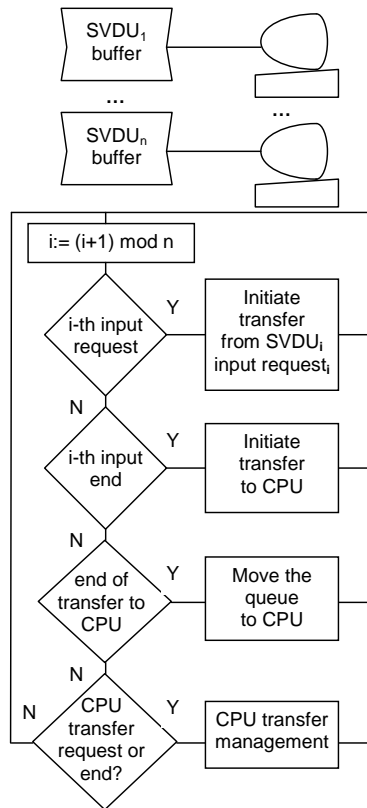 SVDU₁
buffer
...
...
SVDUₙ
buffer
i:= (i+1) mod n
i-th input
request
Y
Initiate
transfer
from SVDUᵢ
input requestᵢ
N
i-th input
end
Y
Initiate
transfer
to CPU
N
end of
transfer to
CPU
Y
Move the
queue
to CPU
N
CPU
transfer
request or
end?
N
Y
CPU transfer
management